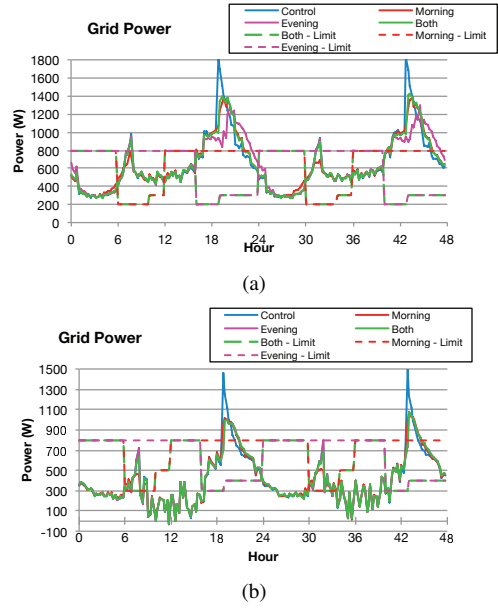 Grid Power
Control
Morning
Evening
Both
Both - Limit
Morning - Limit
Evening - Limit
Power (W)
1800
1600
1400
1200
1000
800
600
400
200
0
0 6 12 18 24 30 36 42 48
Hour
(a)
Grid Power
Control
Morning
Evening
Both
Both - Limit
Morning - Limit
Evening - Limit
Power (W)
1500
1300
1100
900
700
500
300
100
-100
0 6 12 18 24 30 36 42 48
Hour
(b)